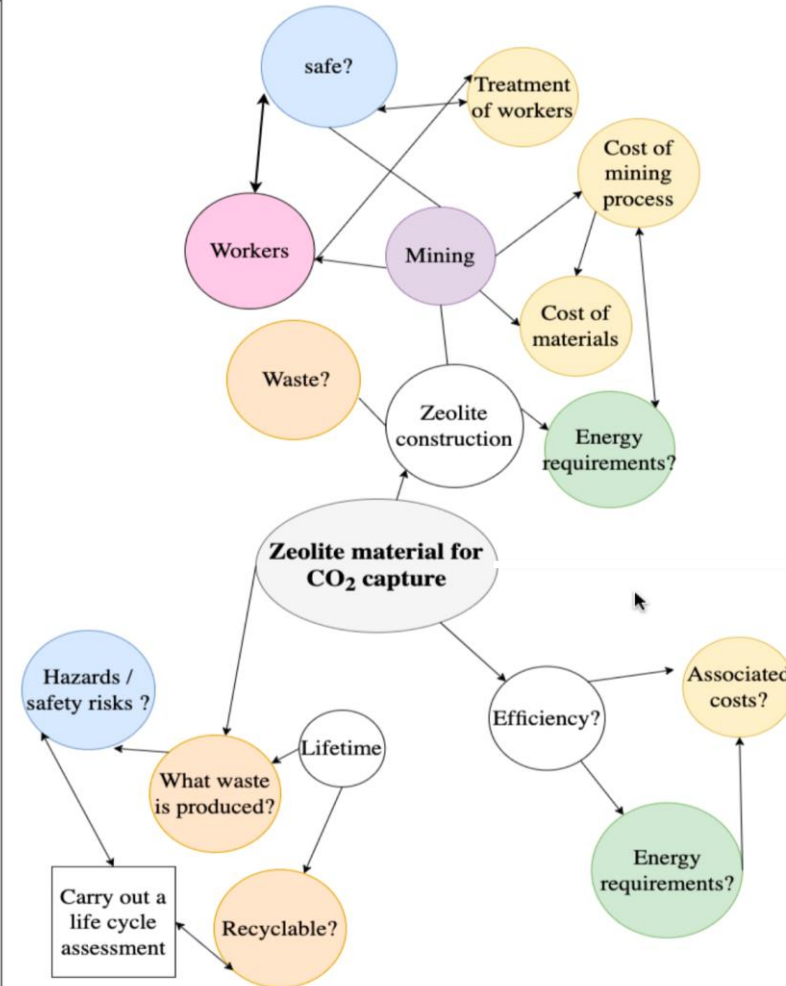 safe?
Treatment
of workers
Cost of
mining
process
Workers
Mining
Cost of
materials
Waste?
Zeolite
construction
Energy
requirements?
Zeolite material for
CO₂ capture
Hazards /
safety risks ?
Lifetime
Efficiency?
Associated
costs?
What waste
is produced?
Energy
requirements?
Carry out a
life cycle
assessment
Recyclable?